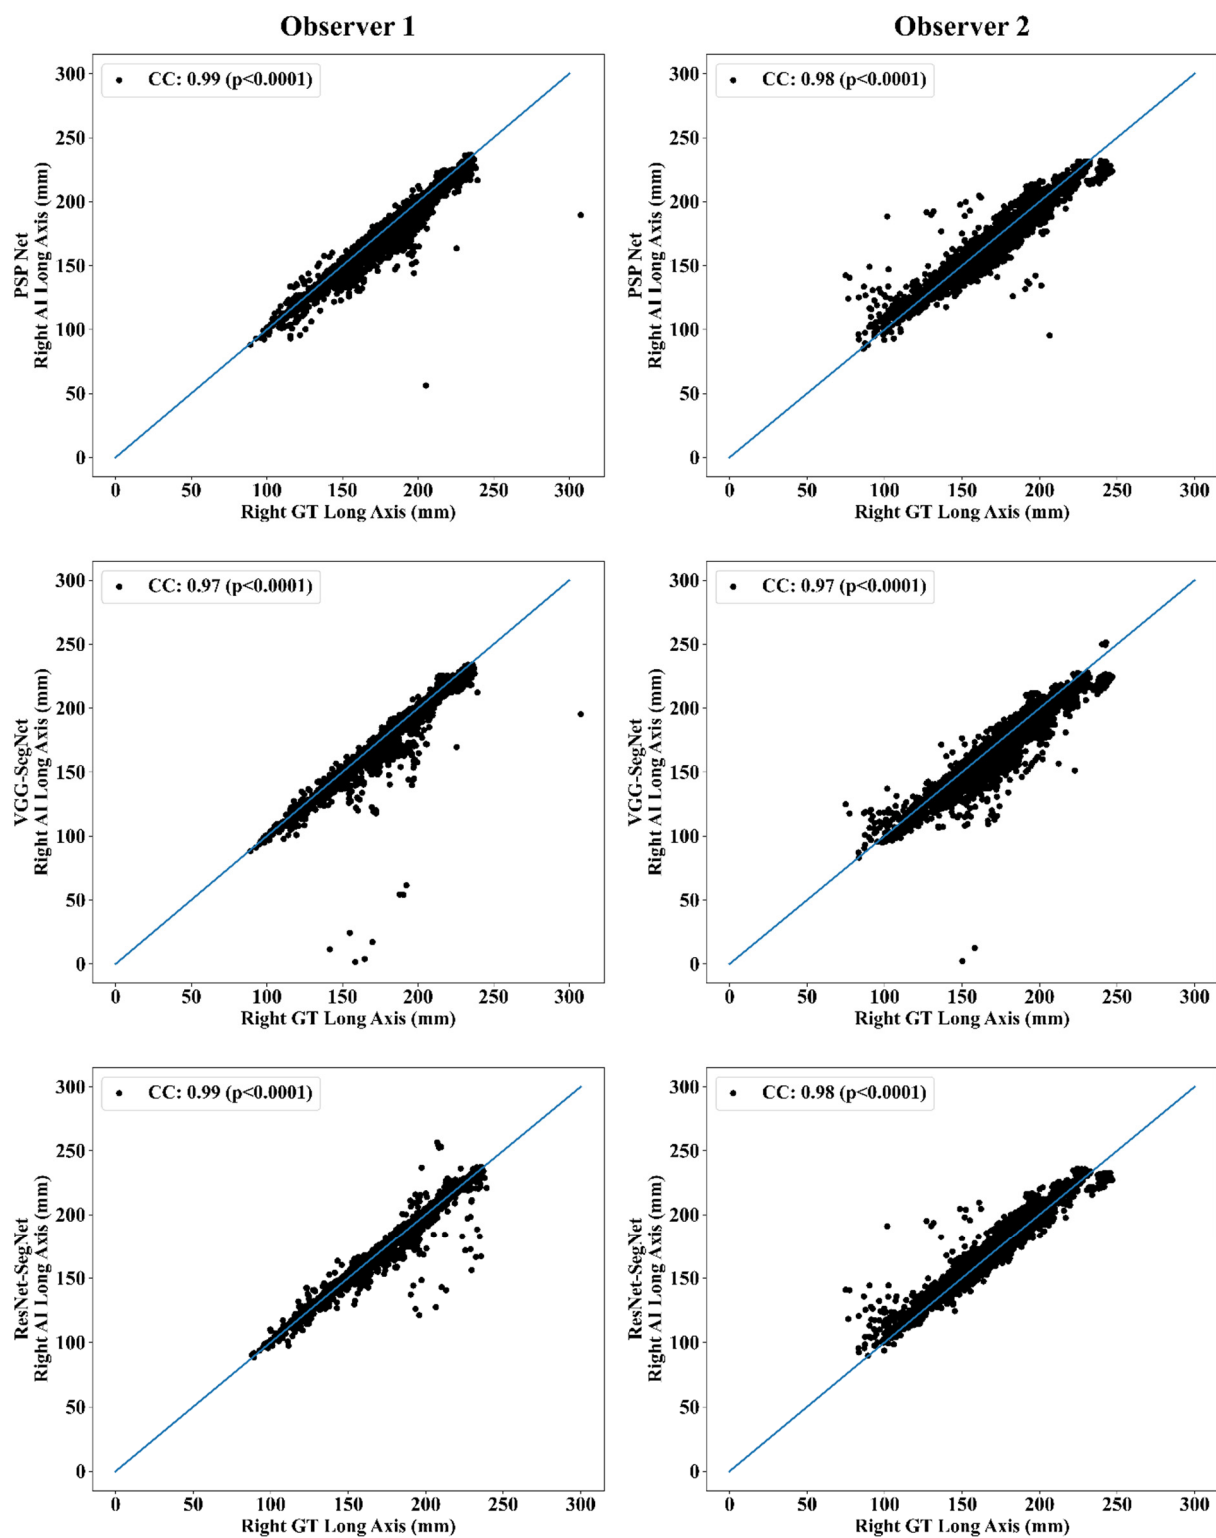 Observer 1
Observer 2
CC: 0.99 (p<0.0001)
300
250
200
150
100
50
0
PSP Net
Right AI Long Axis (mm)
0 50 100 150 200 250 300
Right GT Long Axis (mm)
CC: 0.98 (p<0.0001)
300
250
200
150
100
50
0
PSP Net
Right AI Long Axis (mm)
0 50 100 150 200 250 300
Right GT Long Axis (mm)
CC: 0.97 (p<0.0001)
300
250
200
150
100
50
0
VGG-SegNet
Right AI Long Axis (mm)
0 50 100 150 200 250 300
Right GT Long Axis (mm)
CC: 0.97 (p<0.0001)
300
250
200
150
100
50
0
VGG-SegNet
Right AI Long Axis (mm)
0 50 100 150 200 250 300
Right GT Long Axis (mm)
CC: 0.99 (p<0.0001)
300
250
200
150
100
50
0
ResNet-SegNet
Right AI Long Axis (mm)
0 50 100 150 200 250 300
Right GT Long Axis (mm)
CC: 0.98 (p<0.0001)
300
250
200
150
100
50
0
ResNet-SegNet
Right AI Long Axis (mm)
0 50 100 150 200 250 300
Right GT Long Axis (mm)